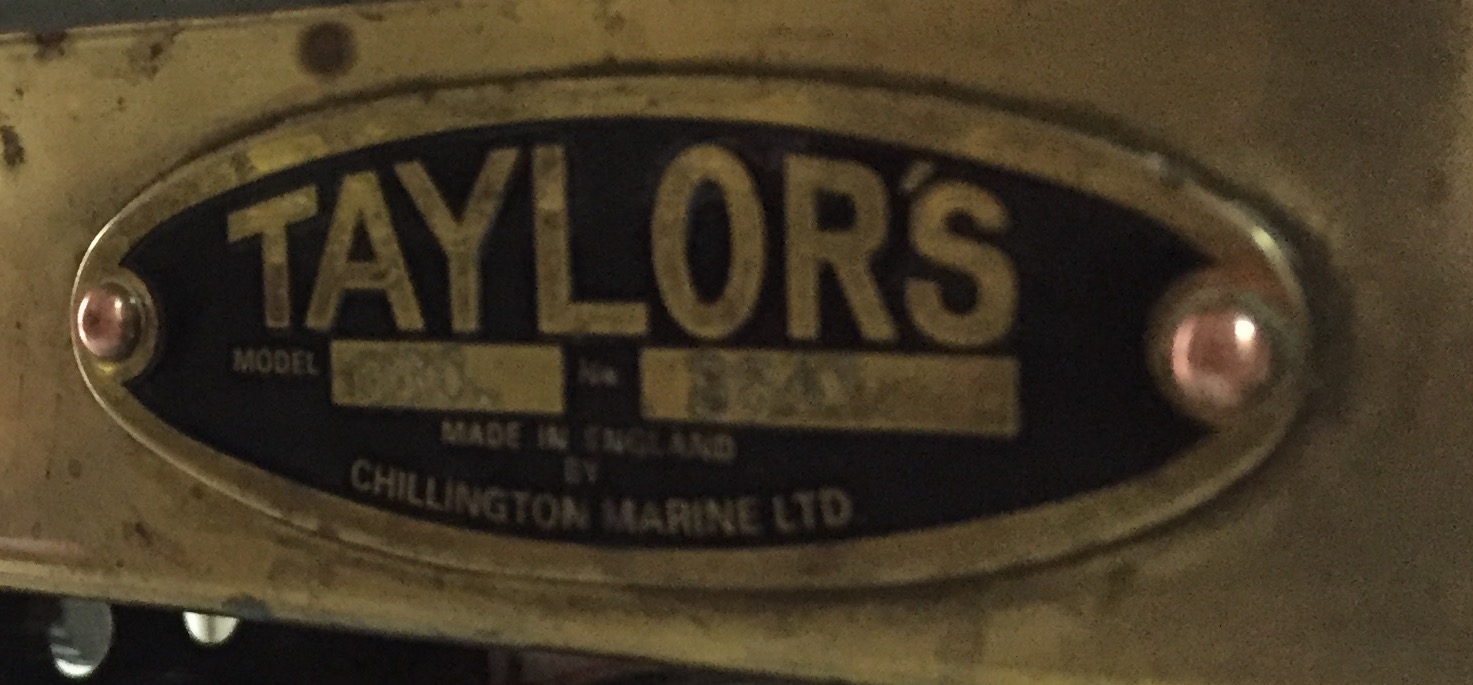 TAYLOR'S
MODEL No
MADE IN ENGLAND
BY
CHILLINGTON MARINE LTD